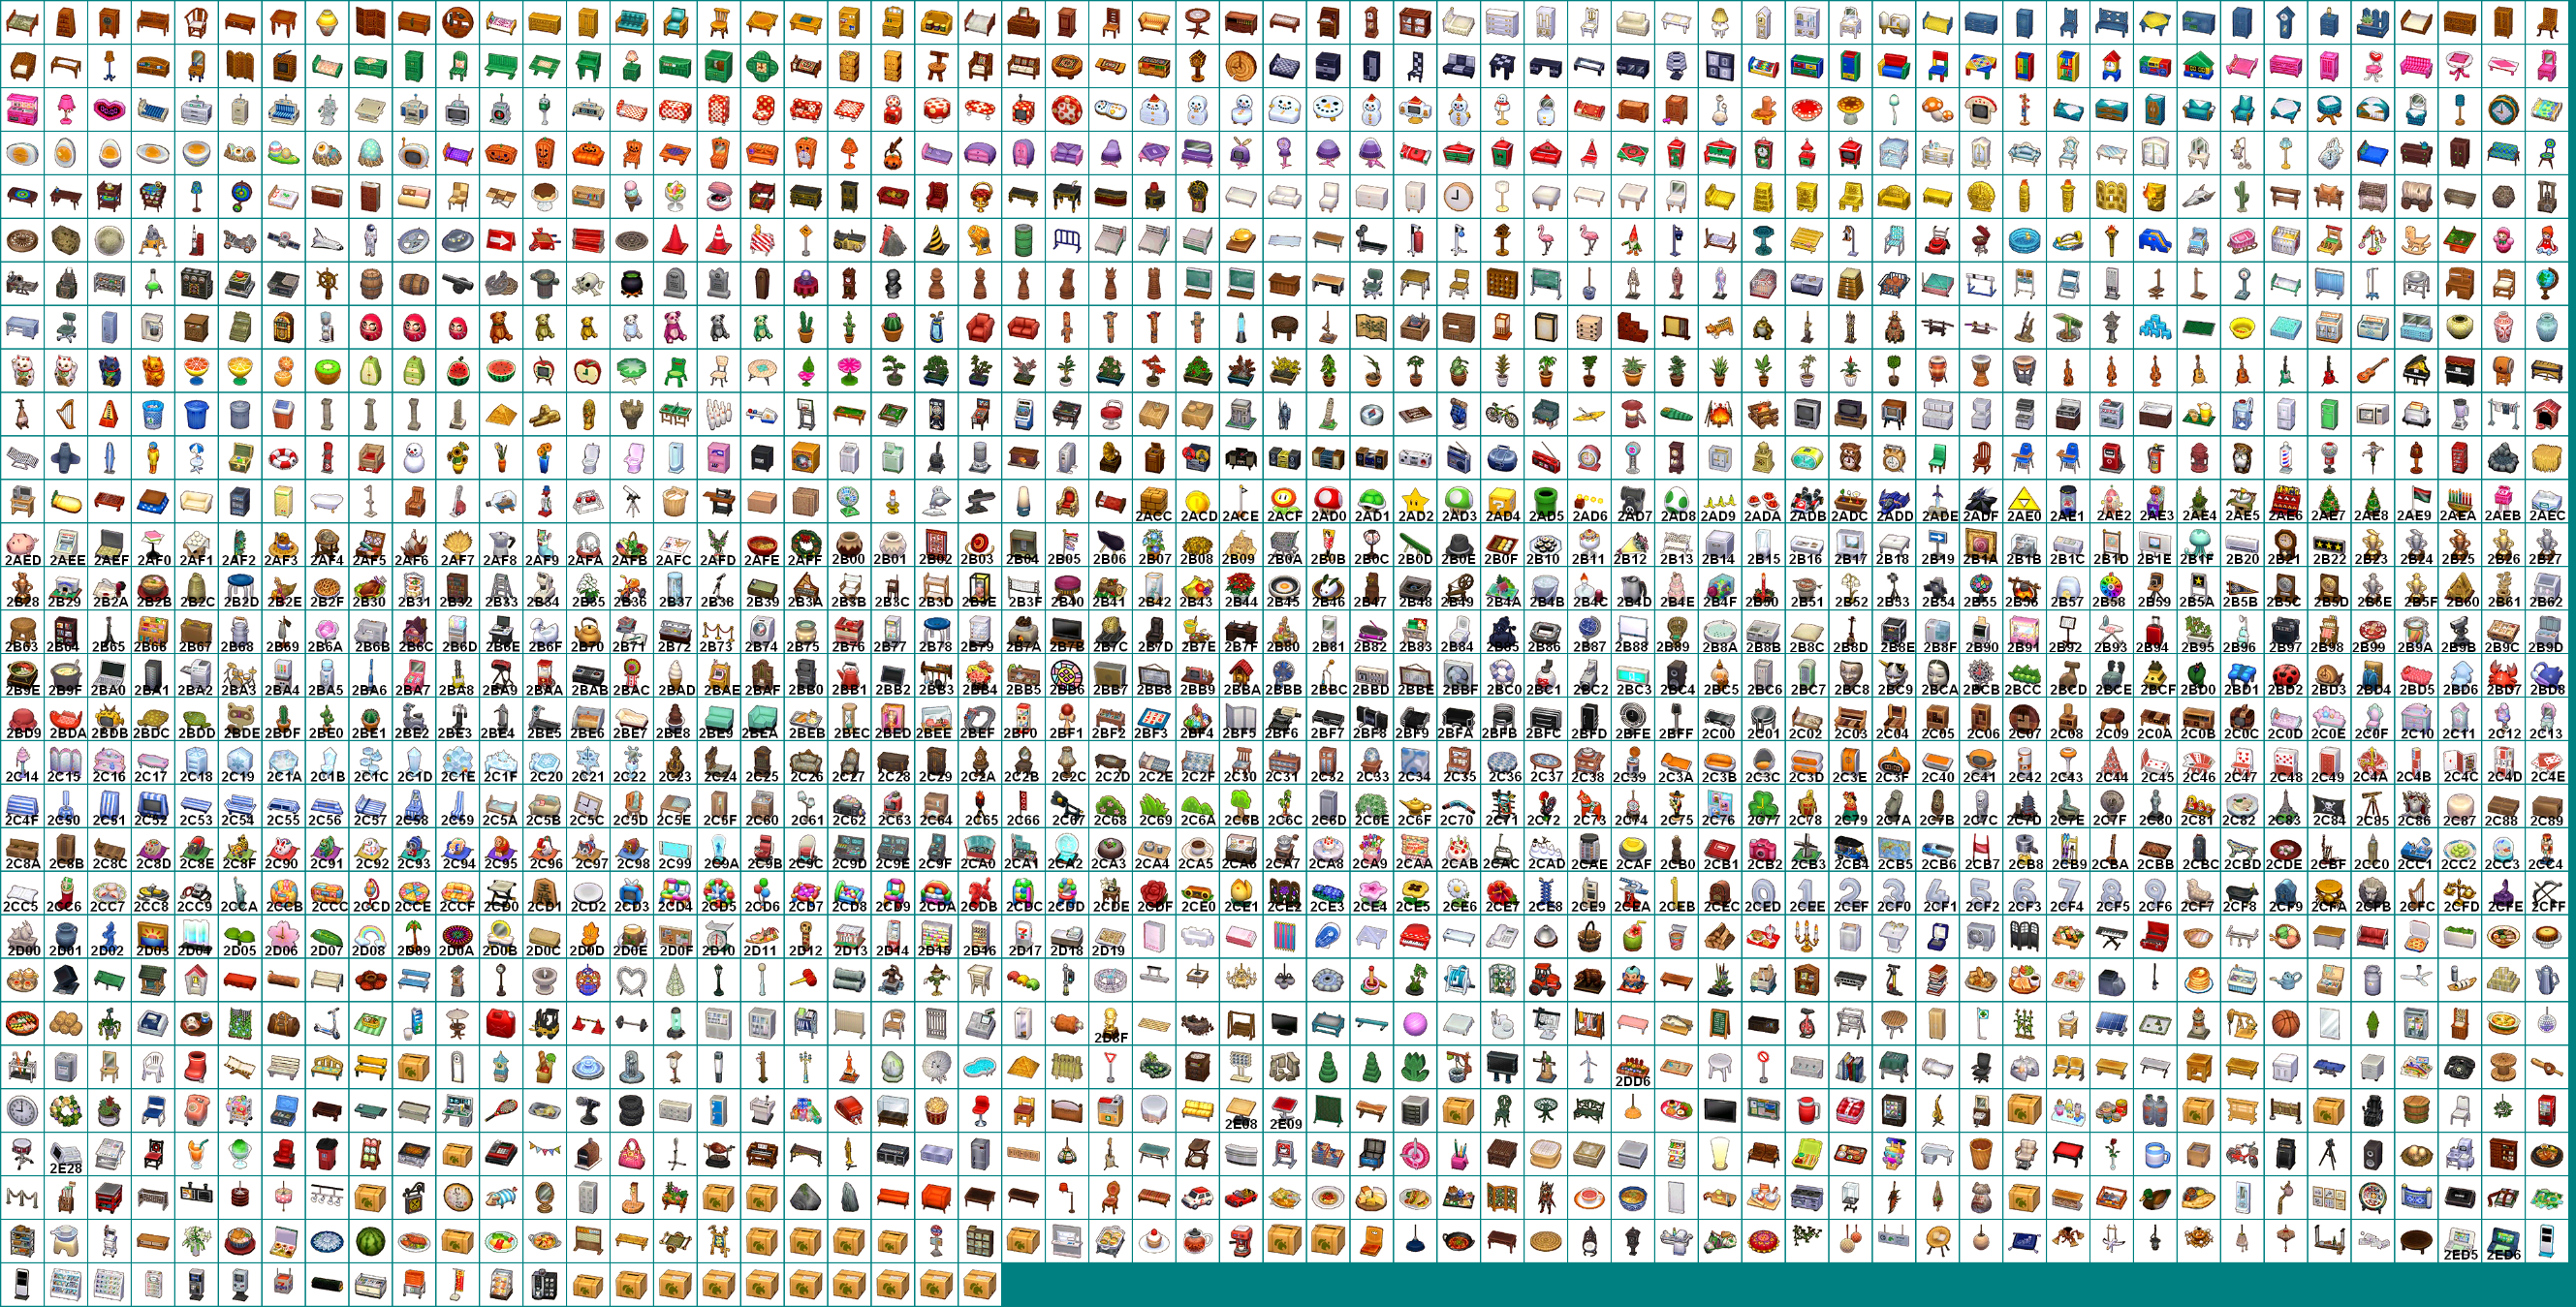 2ACC 2ACD 2ACE 2ACF 2AD0 2AD1 2AD2 2AD3 2AD4 2AD5 2AD6 2AD7 2AD8 2AD9 2ADA 2ADB 2ADC 2ADD 2ADE 2ADF 2AE0 2AE1 2AE2 2AE3 2AE4 2AE5 2AE6 2AE7 2AE8 2AE9 2AEA 2AEB 2AEC
2AED 2AEE 2AEF 2AF0 2AF1 2AF2 2AF3 2AF4 2AF5 2AF6 2AF7 2AF8 2AF9 2AFA 2AFB 2AFC 2AFD 2AFE 2AFF 2B00 2B01 2B02 2B03 2B04 2B05 2B06 2B07 2B08 2B09 2B0A 2B0B 2B0C 2B0D 2B0E 2B0F 2B10 2B11 2B12 2B13 2B14 2B15 2B16 2B17 2B18 2B19 2B1A 2B1B 2B1C 2B1D 2B1E 2B1F 2B20 2B21 2B22 2B23 2B24 2B25 2B26 2B27
2B28 2B29 2B2A 2B2B 2B2C 2B2D 2B2E 2B2F 2B30 2B31 2B32 2B33 2B34 2B35 2B36 2B37 2B38 2B39 2B3A 2B3B 2B3C 2B3D 2B3E 2B3F 2B40 2B41 2B42 2B43 2B44 2B45 2B46 2B47 2B48 2B49 2B4A 2B4B 2B4C 2B4D 2B4E 2B4F 2B50 2B51 2B52 2B53 2B54 2B55 2B56 2B57 2B58 2B59 2B5A 2B5B 2B5C 2B5D 2B5E 2B5F 2B60 2B61 2B62
2B63 2B64 2B65 2B66 2B67 2B68 2B69 2B6A 2B6B 2B6C 2B6D 2B6E 2B6F 2B70 2B71 2B72 2B73 2B74 2B75 2B76 2B77 2B78 2B79 2B7A 2B7B 2B7C 2B7D 2B7E 2B7F 2B80 2B81 2B82 2B83 2B84 2B85 2B86 2B87 2B88 2B89 2B8A 2B8B 2B8C 2B8D 2B8E 2B8F 2B90 2B91 2B92 2B93 2B94 2B95 2B96 2B97 2B98 2B99 2B9A 2B9B 2B9C 2B9D
2B9E 2B9F 2BA0 2BA1 2BA2 2BA3 2BA4 2BA5 2BA6 2BA7 2BA8 2BA9 2BAA 2BAB 2BAC 2BAD 2BAE 2BAF 2BB0 2BB1 2BB2 2BB3 2BB4 2BB5 2BB6 2BB7 2BB8 2BB9 2BBA 2BBB 2BBC 2BBD 2BBE 2BBF 2BC0 2BC1 2BC2 2BC3 2BC4 2BC5 2BC6 2BC7 2BC8 2BC9 2BCA 2BCB 2BCC 2BCD 2BCE 2BCF 2BD0 2BD1 2BD2 2BD3 2BD4 2BD5 2BD6 2BD7 2BD8
2BD9 2BDA 2BDB 2BDC 2BDD 2BDE 2BDF 2BE0 2BE1 2BE2 2BE3 2BE4 2BE5 2BE6 2BE7 2BE8 2BE9 2BEA 2BEB 2BEC 2BED 2BEE 2BEF 2BF0 2BF1 2BF2 2BF3 2BF4 2BF5 2BF6 2BF7 2BF8 2BF9 2BFA 2BFB 2BFC 2BFD 2BFE 2BFF 2C00 2C01 2C02 2C03 2C04 2C05 2C06 2C07 2C08 2C09 2C0A 2C0B 2C0C 2C0D 2C0E 2C0F 2C10 2C11 2C12 2C13
2C14 2C15 2C16 2C17 2C18 2C19 2C1A 2C1B 2C1C 2C1D 2C1E 2C1F 2C20 2C21 2C22 2C23 2C24 2C25 2C26 2C27 2C28 2C29 2C2A 2C2B 2C2C 2C2D 2C2E 2C2F 2C30 2C31 2C32 2C33 2C34 2C35 2C36 2C37 2C38 2C39 2C3A 2C3B 2C3C 2C3D 2C3E 2C3F 2C40 2C41 2C42 2C43 2C44 2C45 2C46 2C47 2C48 2C49 2C4A 2C4B 2C4C 2C4D 2C4E
2C4F 2C50 2C51 2C52 2C53 2C54 2C55 2C56 2C57 2C58 2C59 2C5A 2C5B 2C5C 2C5D 2C5E 2C5F 2C60 2C61 2C62 2C63 2C64 2C65 2C66 2C67 2C68 2C69 2C6A 2C6B 2C6C 2C6D 2C6E 2C6F 2C70 2C71 2C72 2C73 2C74 2C75 2C76 2C77 2C78 2C79 2C7A 2C7B 2C7C 2C7D 2C7E 2C7F 2C80 2C81 2C82 2C83 2C84 2C85 2C86 2C87 2C88 2C89
2C8A 2C8B 2C8C 2C8D 2C8E 2C8F 2C90 2C91 2C92 2C93 2C94 2C95 2C96 2C97 2C98 2C99 2C9A 2C9B 2C9C 2C9D 2C9E 2C9F 2CA0 2CA1 2CA2 2CA3 2CA4 2CA5 2CA6 2CA7 2CA8 2CA9 2CAA 2CAB 2CAC 2CAD 2CAE 2CAF 2CB0 2CB1 2CB2 2CB3 2CB4 2CB5 2CB6 2CB7 2CB8 2CB9 2CBA 2CBB 2CBC 2CBD 2CBE 2CBF 2CC0 2CC1 2CC2 2CC3 2CC4
2CC5 2CC6 2CC7 2CC8 2CC9 2CCA 2CCB 2CCC 2CCD 2CCE 2CCF 2CD0 2CD1 2CD2 2CD3 2CD4 2CD5 2CD6 2CD7 2CD8 2CD9 2CDA 2CDB 2CDC 2CDD 2CDE 2CDF 2CE0 2CE1 2CE2 2CE3 2CE4 2CE5 2CE6 2CE7 2CE8 2CE9 2CEA 2CEB 2CEC 2CED 2CEE 2CEF 2CF0 2CF1 2CF2 2CF3 2CF4 2CF5 2CF6 2CF7 2CF8 2CF9 2CFA 2CFB 2CFC 2CFD 2CFE 2CFF
2D00 2D01 2D02 2D03 2D04 2D05 2D06 2D07 2D08 2D09 2D0A 2D0B 2D0C 2D0D 2D0E 2D0F 2D10 2D11 2D12 2D13 2D14 2D15 2D16 2D17 2D18 2D19
2D8F
2DD6
2E08 2E09
2E28
2ED5 2ED6